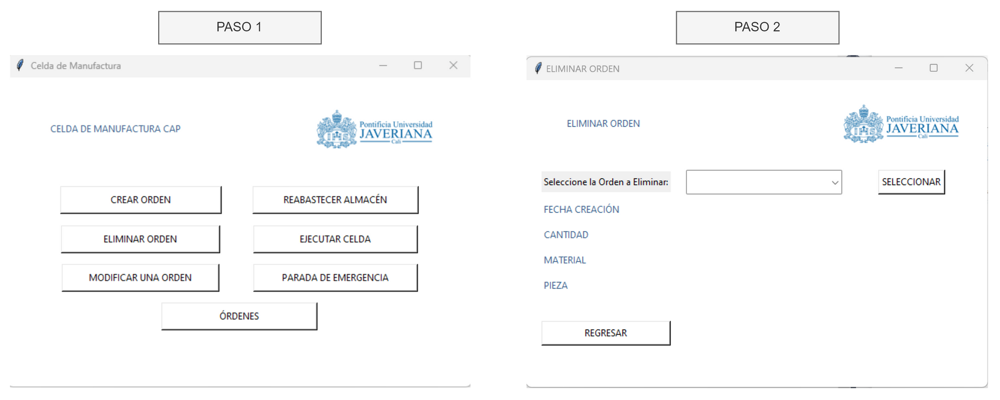 PASO 1
Celda de Manufactura
CELDA DE MANUFACTURA CAP
Pontificia Universidad
JAVERIANA
Cali
CREAR ORDEN
REABASTECER ALMACÉN
ELIMINAR ORDEN
EJECUTAR CELDA
MODIFICAR UNA ORDEN
PARADA DE EMERGENCIA
ÓRDENES
PASO 2
ELIMINAR ORDEN
ELIMINAR ORDEN
Pontificia Universidad
JAVERIANA
Cali
Seleccione la Orden a Eliminar:
SELECCIONAR
FECHA CREACIÓN
CANTIDAD
MATERIAL
PIEZA
REGRESAR